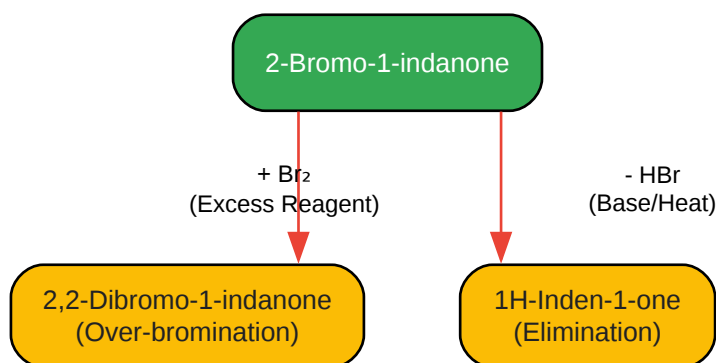 2-Bromo-1-indanone
+ Br₂
(Excess Reagent)
- HBr
(Base/Heat)
2,2-Dibromo-1-indanone
(Over-bromination)
1H-Inden-1-one
(Elimination)